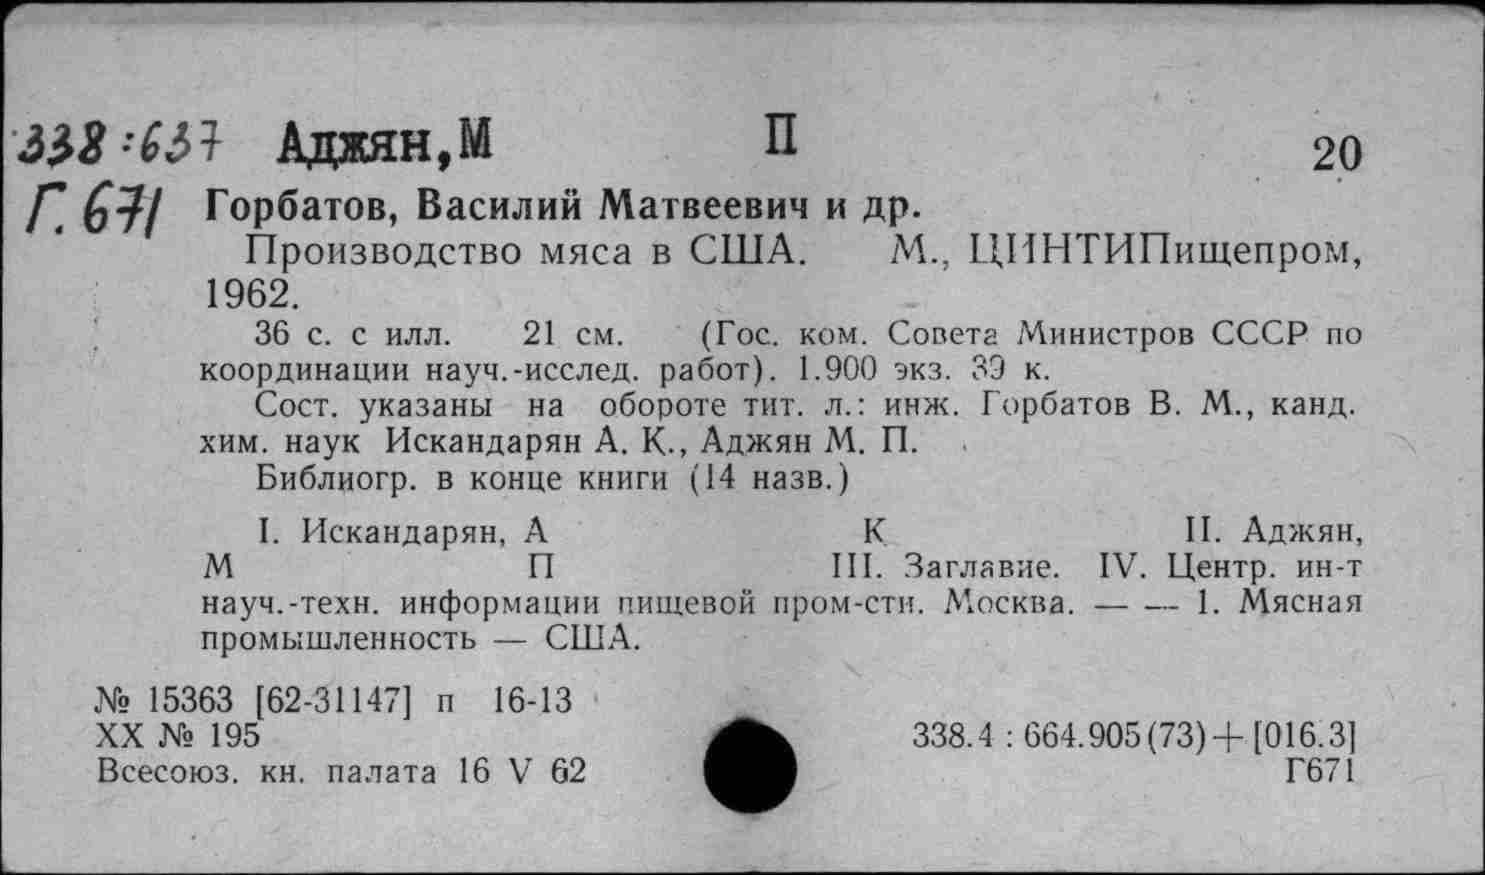 338:637 Аджян,М П 20
Г.671 Горбатов, Василий Матвеевич и др.
Производство мяса в США. М., ЦИНТИПищепром,
1962.
36 с. с илл. 21 см. (Гос. ком. Совета Министров СССР по
координации науч.-исслед. работ). 1.900 экз. 39 к.
Сост. указаны на обороте тит. л.: инж. Горбатов В. М., канд.
хим. наук Искандарян А. К., Аджян М. П.
Библиогр. в конце книги (14 назв.)
I. Искандарян, А К II. Аджян,
М П III. Заглавие. IV. Центр. ин-т
науч.-техн. информации пищевой пром-сти. Москва. — — 1. Мясная
промышленность — США.
№ 15363 [62-31147] п 16-13
XX № 195 338.4 : 664.905(73)+[016.3]
Всесоюз. кн. палата 16 V 62 Г671